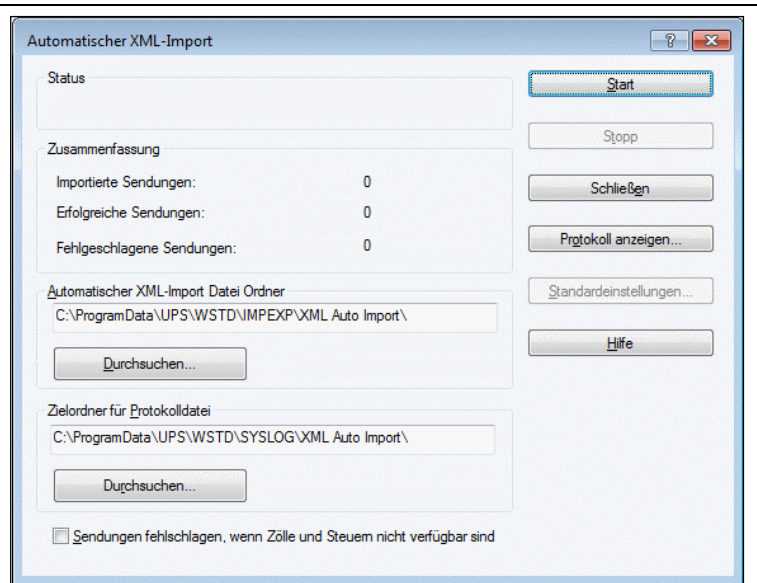 Automatischer XML-Import
Status
Zusammenfassung
Importierte Sendungen: 0
Erfolgreiche Sendungen: 0
Fehlgeschlagene Sendungen: 0
Automatischer XML-Import Datei Ordner
C:\ProgramData\UPS\WSTD\IMPEXP\XML Auto Import\
Durchsuchen...
Zielordner für Protokolldatei
C:\ProgramData\UPS\WSTD\SYSLOG\XML Auto Import\
Durchsuchen...
Sendungen fehlschlagen, wenn Zölle und Steuern nicht verfügbar sind
Start
Stopp
Schließen
Protokoll anzeigen...
Standardeinstellungen...
Hilfe